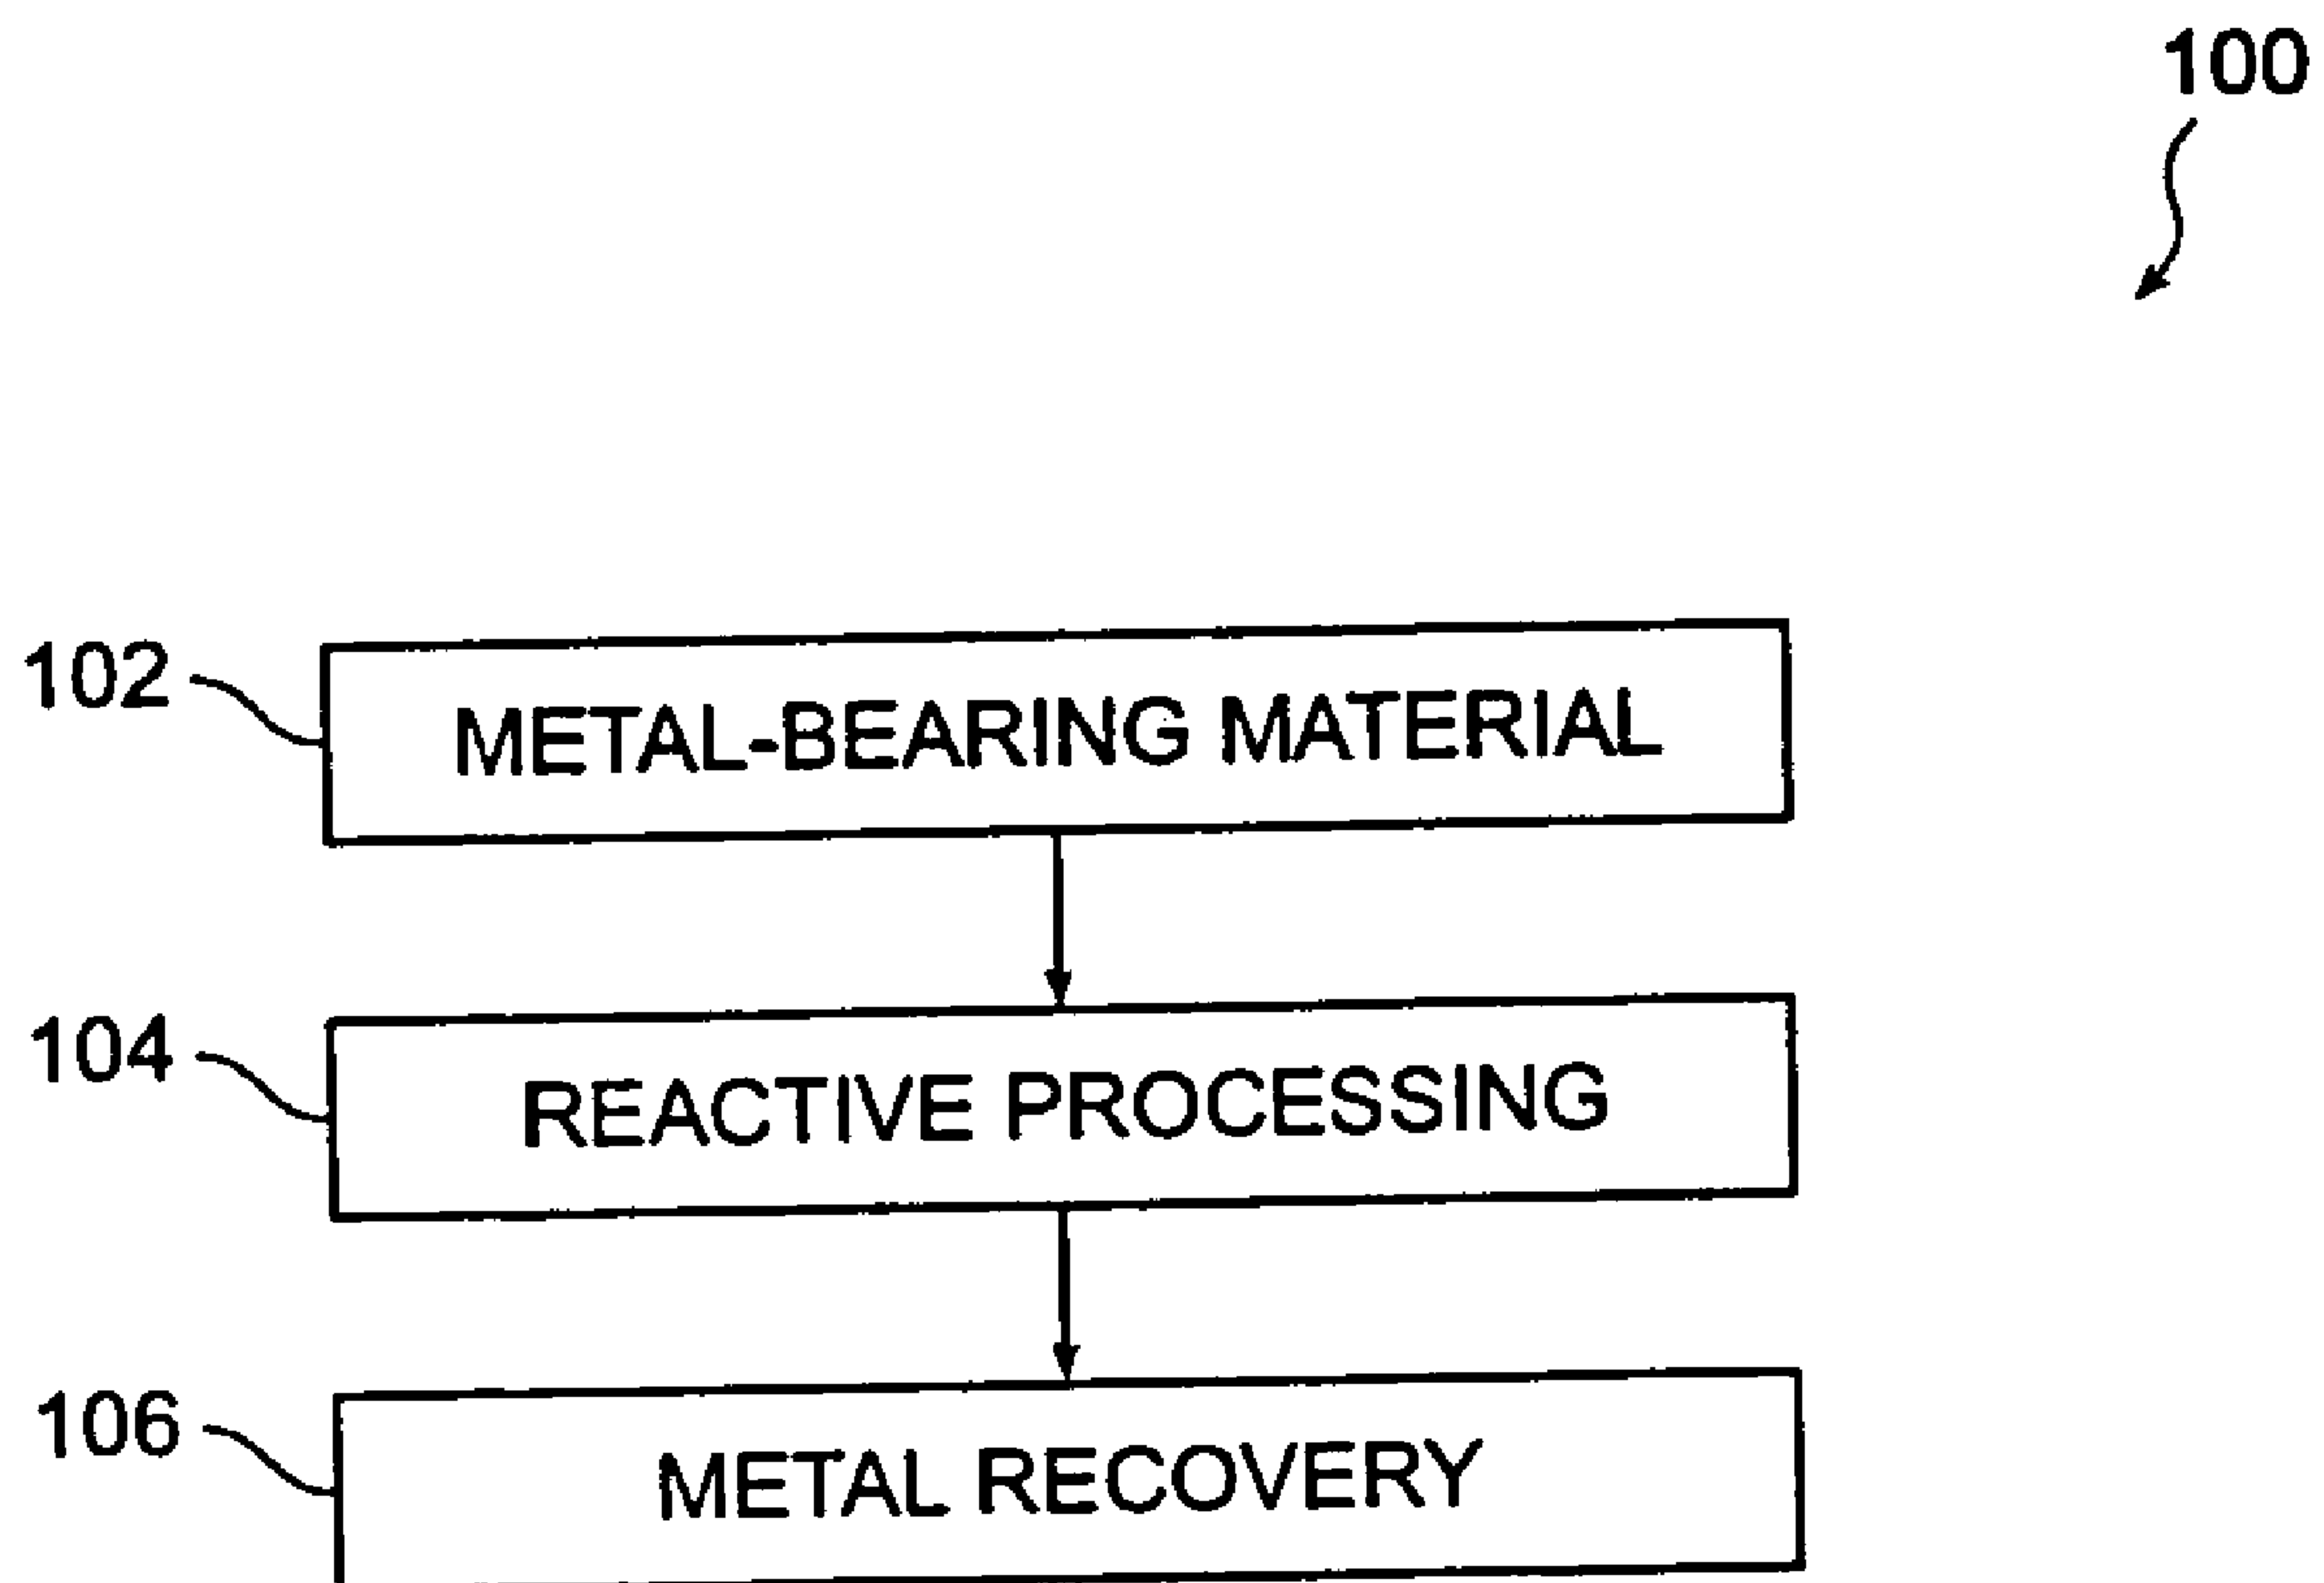 100
102 METAL-BEARING MATERIAL
104 REACTIVE PROCESSING
106 METAL RECOVERY